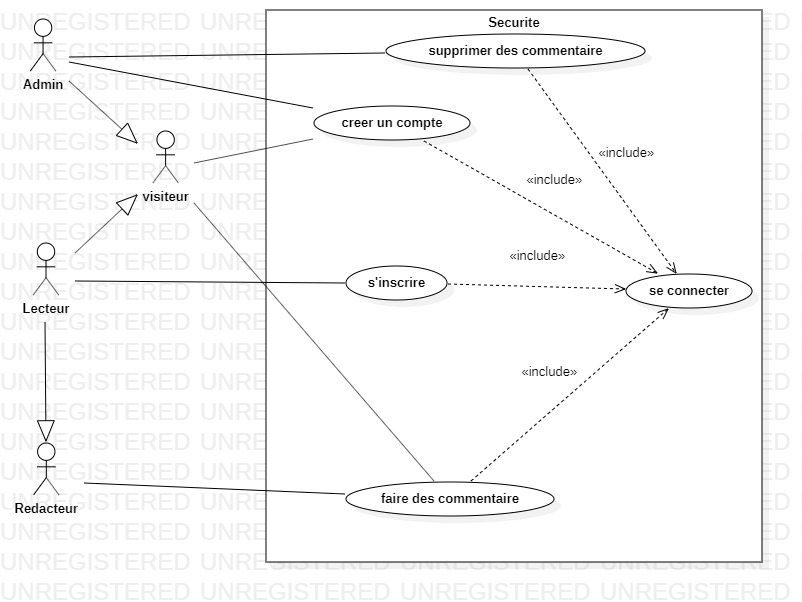 Securite
supprimer des commentaire
Admin
creer un compte
«include»
«include»
visiteur
«include»
s'inscrire
se connecter
Lecteur
«include»
faire des commentaire
Redacteur
UNREGISTERED UNREGISTERED UNREGISTERED UNREGISTERED